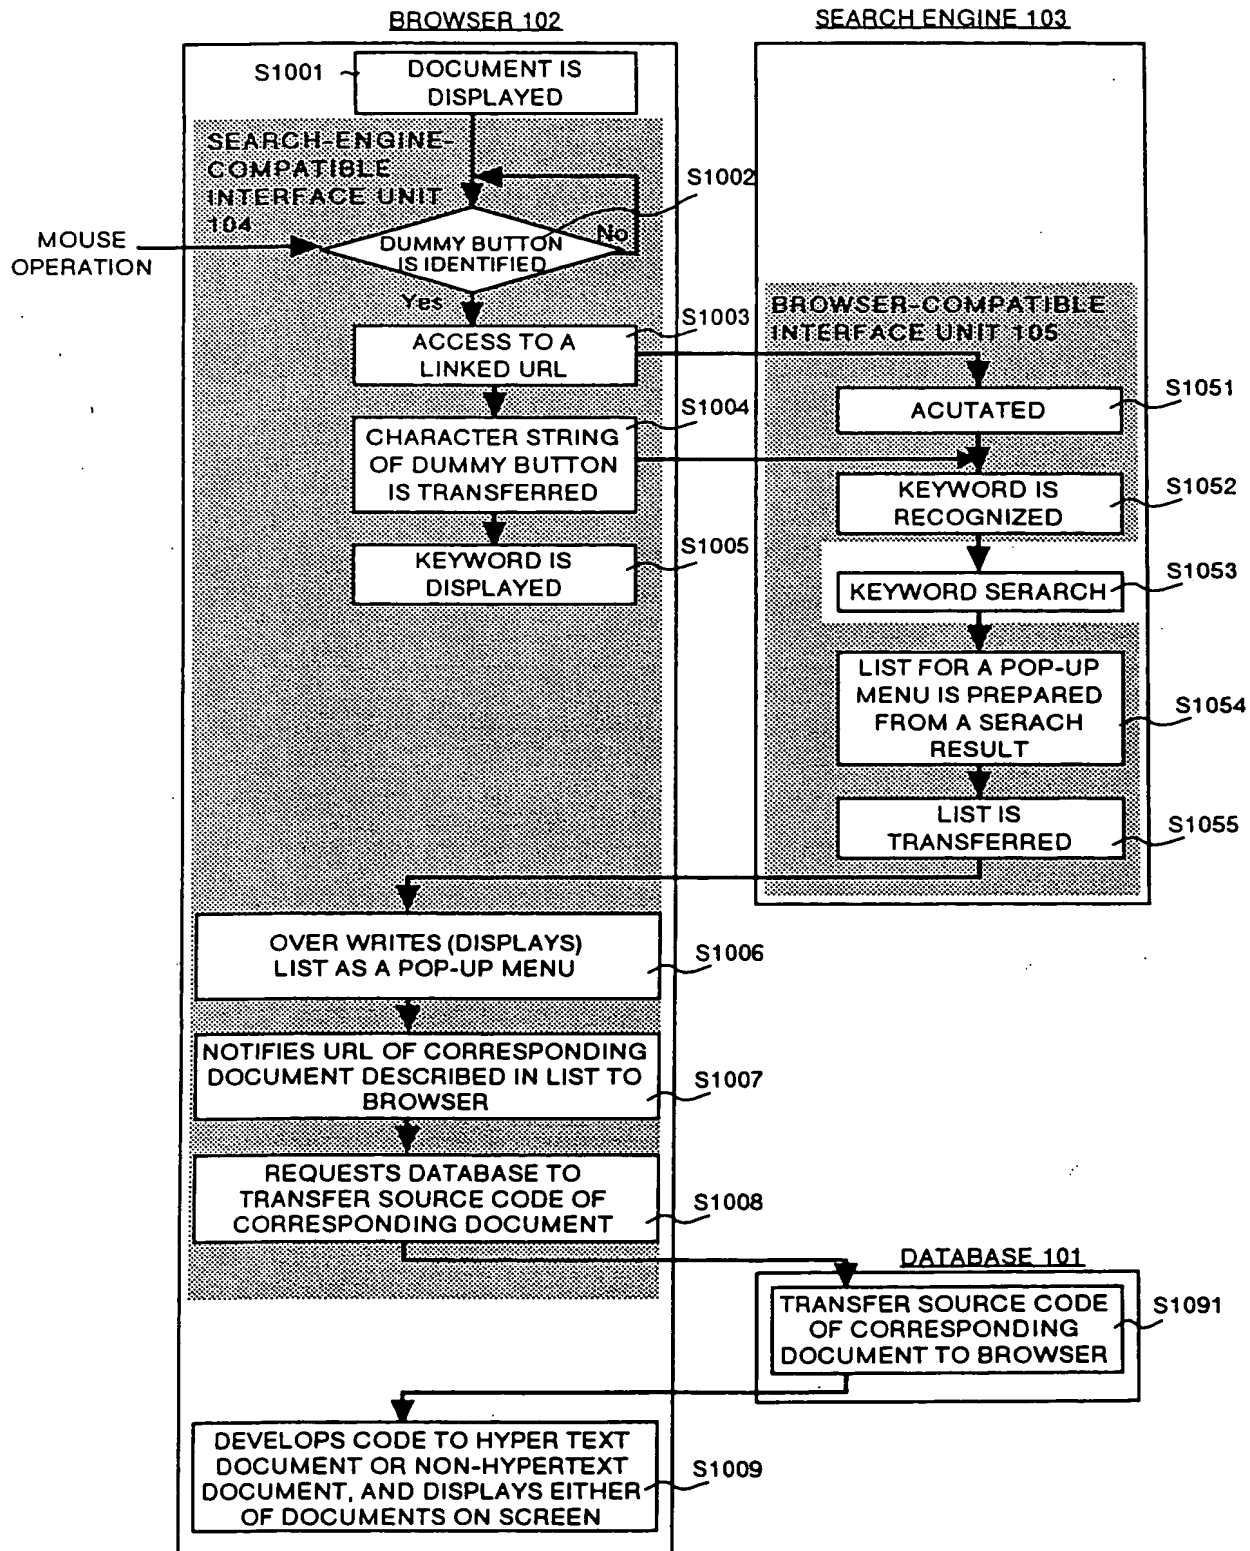 BROWSER 102
SEARCH ENGINE 103
S1001
DOCUMENT IS
DISPLAYED
SEARCH-ENGINE-
COMPATIBLE
INTERFACE UNIT
104
S1002
MOUSE
OPERATION
DUMMY BUTTON
IS IDENTIFIED
No
Yes
BROWSER-COMPATIBLE
INTERFACE UNIT 105
ACCESS TO A
LINKED URL
S1003
ACUTATED
S1051
CHARACTER STRING
OF DUMMY BUTTON
IS TRANSFERRED
S1004
KEYWORD IS
RECOGNIZED
S1052
KEYWORD IS
DISPLAYED
S1005
KEYWORD SERARCH
S1053
LIST FOR A POP-UP
MENU IS PREPARED
FROM A SERACH
RESULT
S1054
LIST IS
TRANSFERRED
S1055
OVER WRITES (DISPLAYS)
LIST AS A POP-UP MENU
S1006
NOTIFIES URL OF CORRESPONDING
DOCUMENT DESCRIBED IN LIST TO
BROWSER
S1007
REQUESTS DATABASE TO
TRANSFER SOURCE CODE OF
CORRESPONDING DOCUMENT
S1008
DATABASE 101
TRANSFER SOURCE CODE
OF CORRESPONDING
DOCUMENT TO BROWSER
S1091
DEVELOPS CODE TO HYPER TEXT
DOCUMENT OR NON-HYPERTEXT
DOCUMENT, AND DISPLAYS EITHER
OF DOCUMENTS ON SCREEN
S1009